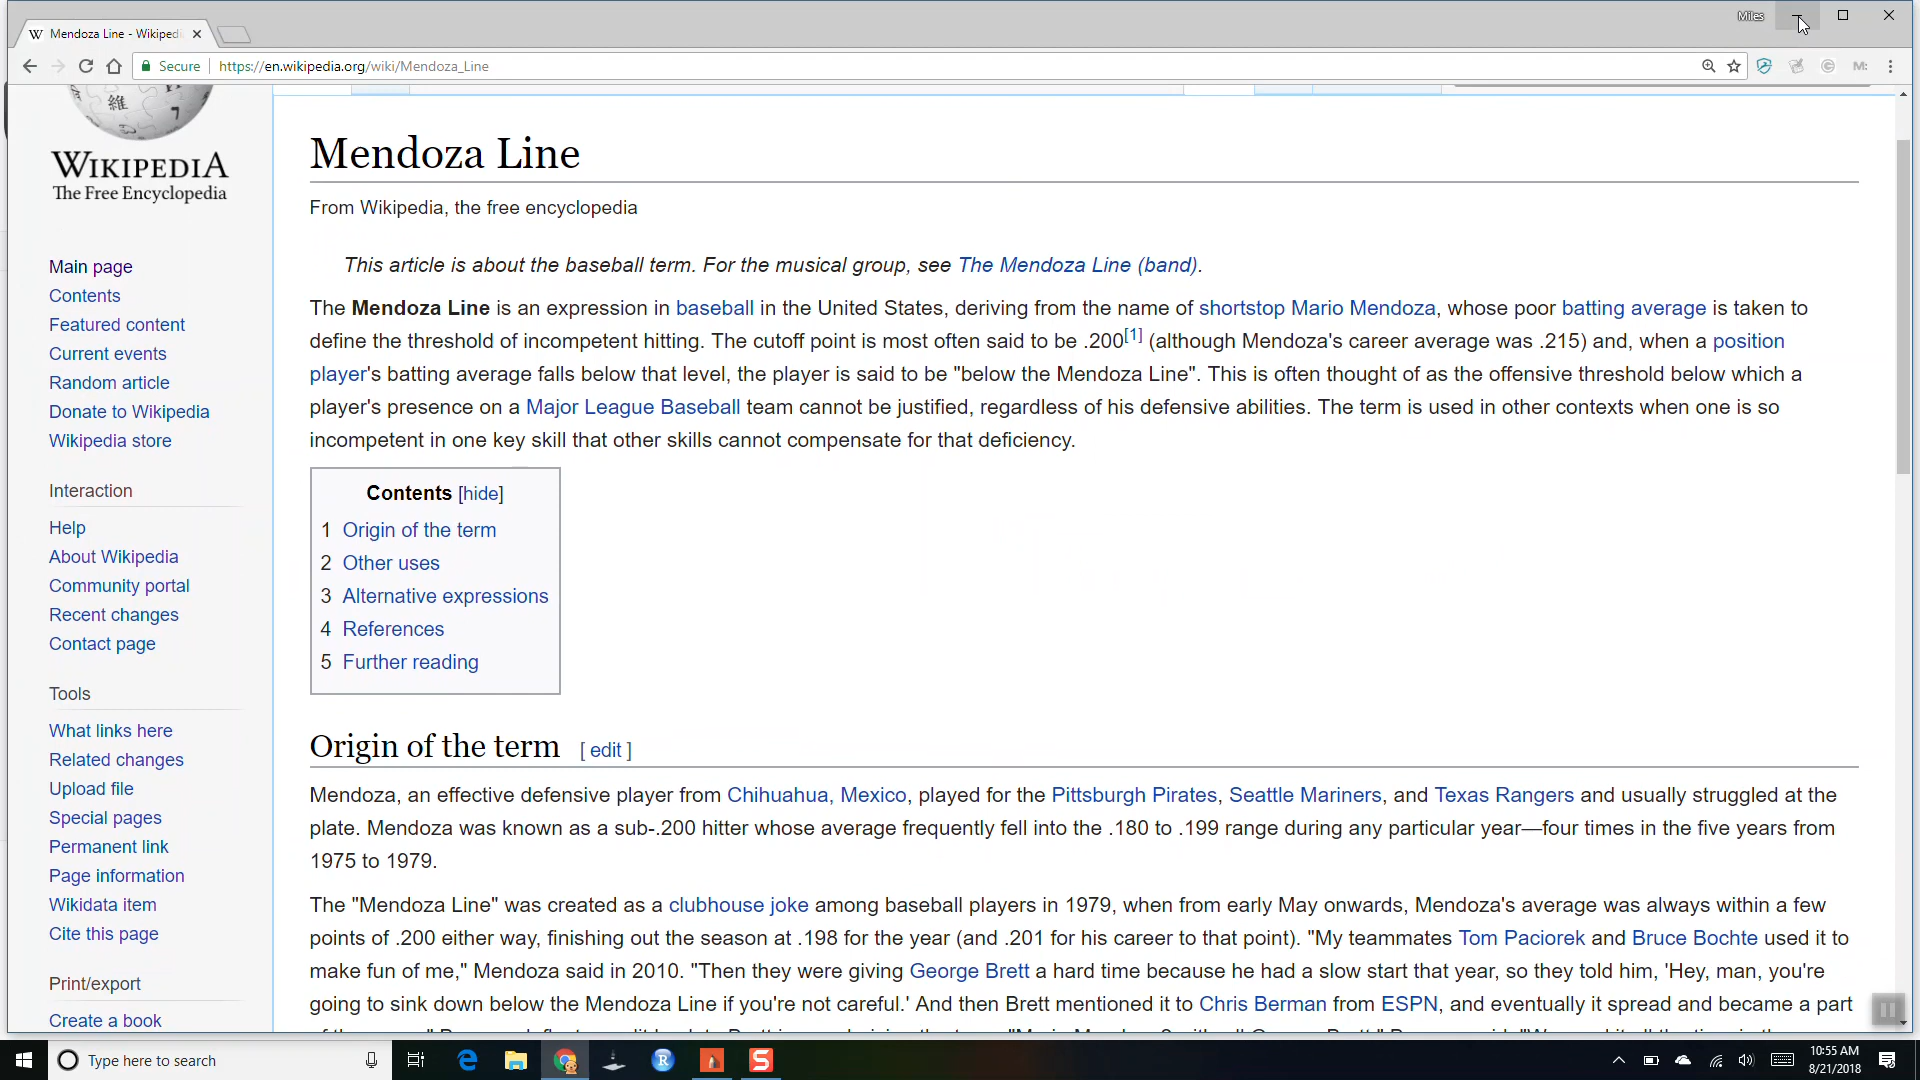 Miles
Mendoza Line - Wikiped
Secure
https://en.wikipedia.org/wiki/Mendoza_Line
M:
維
7
WIKIPEDIA
The Free Encyclopedia
Main page
Contents
Featured content
Current events
Random article
Donate to Wikipedia
Wikipedia store
Interaction
Help
About Wikipedia
Community portal
Recent changes
Contact page
Tools
What links here
Related changes
Upload file
Special pages
Permanent link
Page information
Wikidata item
Cite this page
Print/export
Create a book
Mendoza Line
From Wikipedia, the free encyclopedia
This article is about the baseball term. For the musical group, see The Mendoza Line (band).
The Mendoza Line is an expression in baseball in the United States, deriving from the name of shortstop Mario Mendoza, whose poor batting average is taken to
define the threshold of incompetent hitting. The cutoff point is most often said to be .200[1] (although Mendoza's career average was .215) and, when a position
player's batting average falls below that level, the player is said to be "below the Mendoza Line". This is often thought of as the offensive threshold below which a
player's presence on a Major League Baseball team cannot be justified, regardless of his defensive abilities. The term is used in other contexts when one is so
incompetent in one key skill that other skills cannot compensate for that deficiency.
Contents [hide]
1 Origin of the term
2 Other uses
3 Alternative expressions
4 References
5 Further reading
Origin of the term [ edit ]
Mendoza, an effective defensive player from Chihuahua, Mexico, played for the Pittsburgh Pirates, Seattle Mariners, and Texas Rangers and usually struggled at the
plate. Mendoza was known as a sub-.200 hitter whose average frequently fell into the .180 to .199 range during any particular year—four times in the five years from
1975 to 1979.
The "Mendoza Line" was created as a clubhouse joke among baseball players in 1979, when from early May onwards, Mendoza's average was always within a few
points of .200 either way, finishing out the season at .198 for the year (and .201 for his career to that point). "My teammates Tom Paciorek and Bruce Bochte used it to
make fun of me," Mendoza said in 2010. "Then they were giving George Brett a hard time because he had a slow start that year, so they told him, 'Hey, man, you're
going to sink down below the Mendoza Line if you're not careful.' And then Brett mentioned it to Chris Berman from ESPN, and eventually it spread and became a part
Type here to search
R
S
10:55 AM
8/21/2018